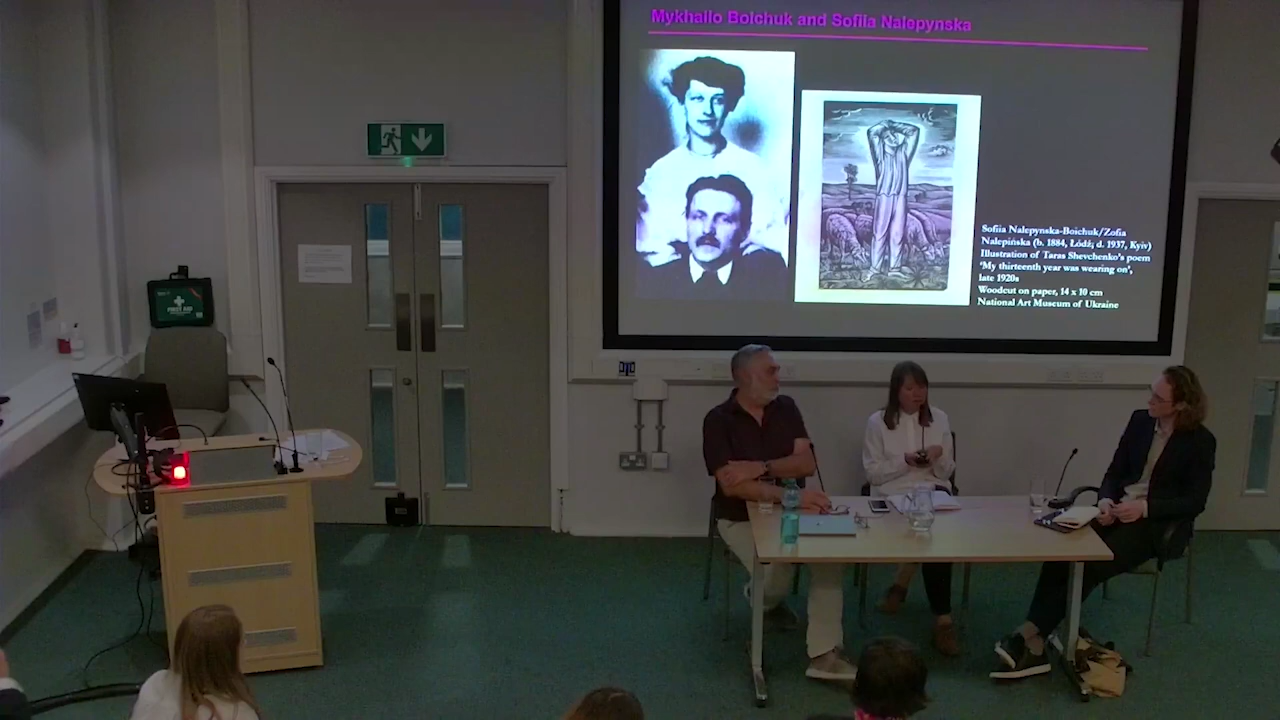 Mykhailo Boichuk and Sofiia Nalepynska
Sofiia Nalepynska-Boichuk/Zofia
Nalepińska (b. 1884, Łódź; d. 1937, Kyiv)
Illustration of Taras Shevchenko's poem
'My thirteenth year was wearing on',
late 1920s
Woodcut on paper, 14 x 10 cm
National Art Museum of Ukraine
FIRST AID